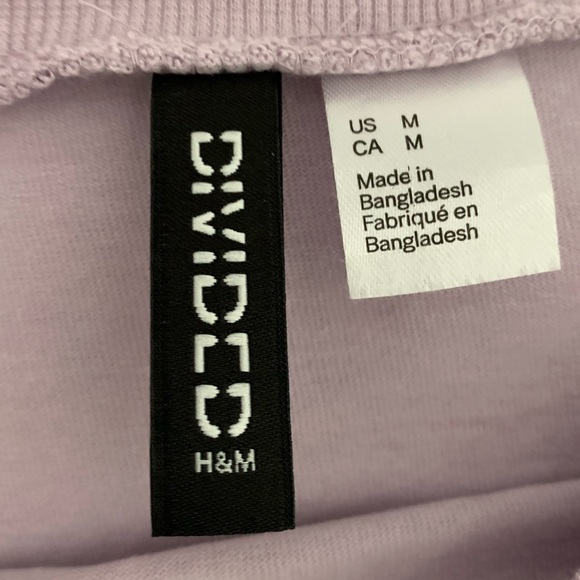 DIVIDED
H&M
US M
CA M
Made in
Bangladesh
Fabriqué en
Bangladesh